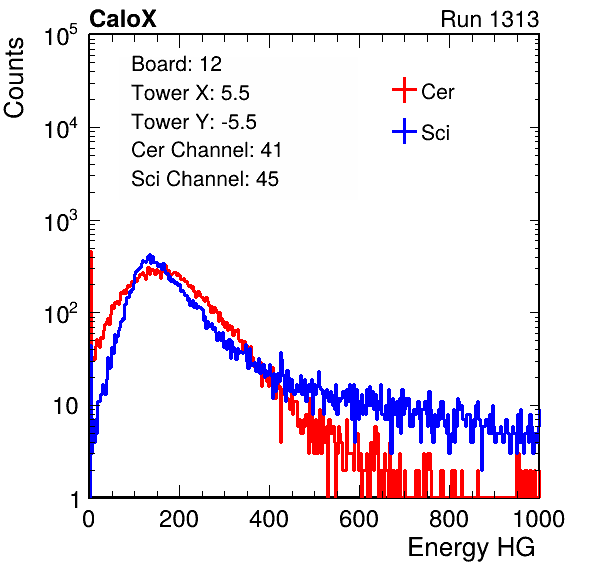 CaloX Run 1313
Counts
10^5
10^4
10^3
10^2
10
1
Board: 12
Tower X: 5.5
Tower Y: -5.5
Cer Channel: 41
Sci Channel: 45
Cer
Sci
0 200 400 600 800 1000
Energy HG